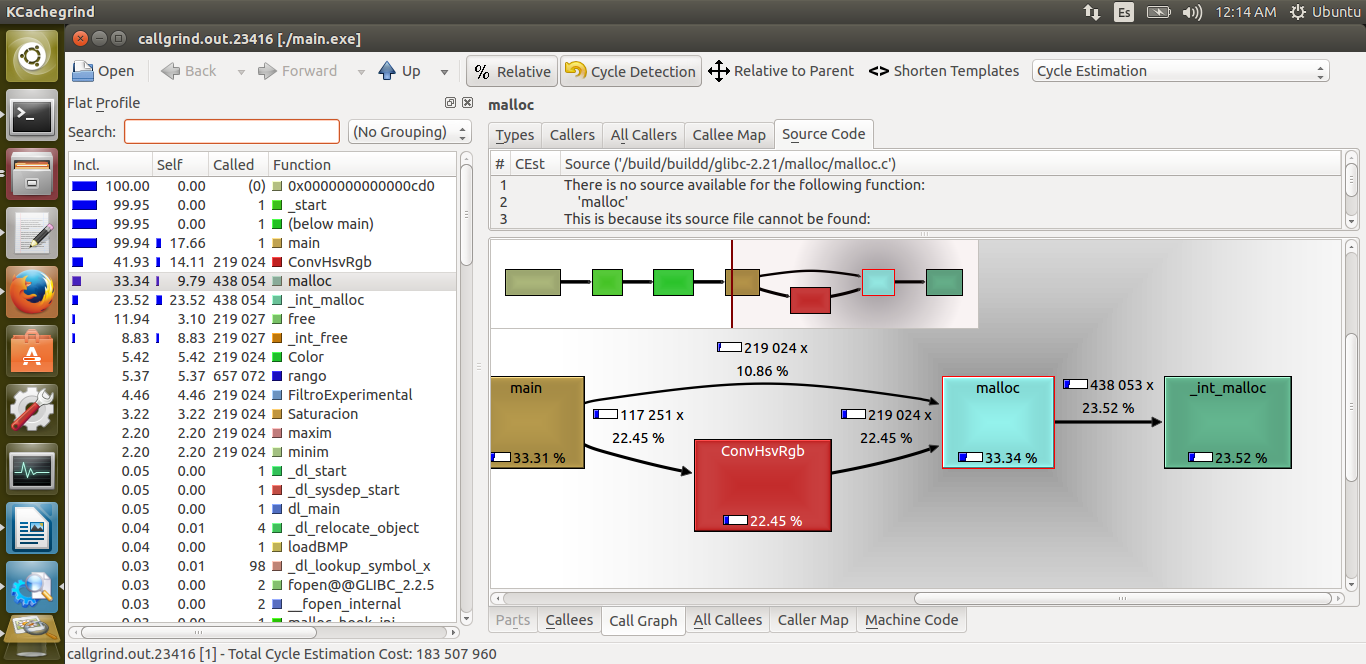 KCachegrind
Es
12:14 AM
Ubuntu
callgrind.out.23416 [./main.exe]
Open
Back
Forward
Up
% Relative
Cycle Detection
Relative to Parent
<> Shorten Templates
Cycle Estimation
Flat Profile
Search:
(No Grouping)
Incl. Self Called Function
100.00 0.00 (0) 0x0000000000000cd0
99.95 0.00 1 _start
99.95 0.00 1 (below main)
99.94 17.66 1 main
41.93 14.11 219 024 ConvHsvRgb
33.34 9.79 438 054 malloc
23.52 23.52 438 054 _int_malloc
11.94 3.10 219 027 free
8.83 8.83 219 027 _int_free
5.42 5.42 219 024 Color
5.37 5.37 657 072 rango
4.46 4.46 219 024 FiltroExperimental
3.22 3.22 219 024 Saturacion
2.20 2.20 219 024 maxim
2.20 2.20 219 024 minim
0.05 0.00 1 _dl_start
0.05 0.00 1 _dl_sysdep_start
0.05 0.00 1 dl_main
0.04 0.01 4 _dl_relocate_object
0.04 0.00 1 loadBMP
0.03 0.01 98 _dl_lookup_symbol_x
0.03 0.00 2 fopen@@GLIBC_2.2.5
0.03 0.00 2 __fopen_internal
malloc
Types
Callers
All Callers
Callee Map
Source Code
# CEst Source ('/build/buildd/glibc-2.21/malloc/malloc.c')
1 There is no source available for the following function:
2 'malloc'
3 This is because its source file cannot be found:
219 024 x
10.86 %
main
33.31 %
117 251 x
22.45 %
ConvHsvRgb
22.45 %
219 024 x
22.45 %
malloc
33.34 %
438 053 x
23.52 %
_int_malloc
23.52 %
Parts
Callees
Call Graph
All Callees
Caller Map
Machine Code
callgrind.out.23416 [1] - Total Cycle Estimation Cost: 183 507 960